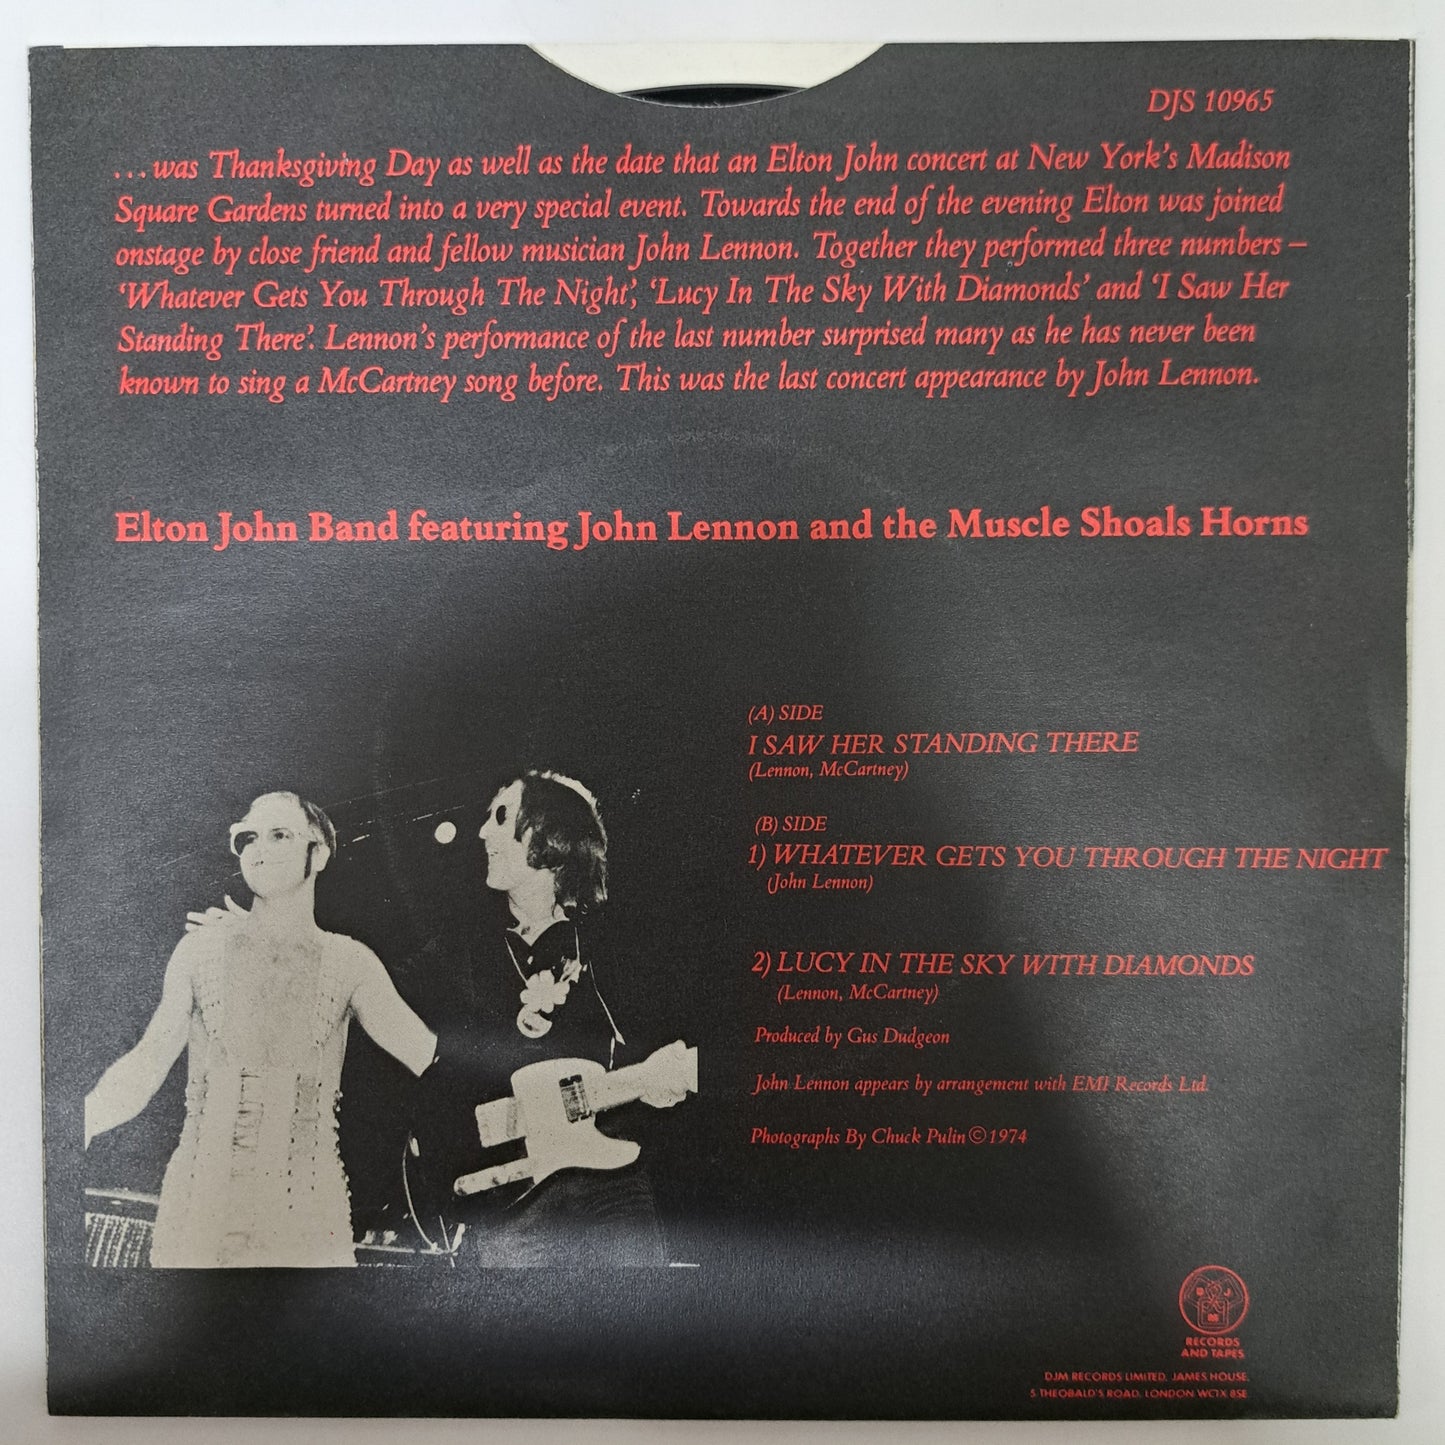 DJS 10965
...was Thanksgiving Day as well as the date that an Elton John concert at New York's Madison
Square Gardens turned into a very special event. Towards the end of the evening Elton was joined
onstage by close friend and fellow musician John Lennon. Together they performed three numbers –
'Whatever Gets You Through The Night', 'Lucy In The Sky With Diamonds' and 'I Saw Her
Standing There'. Lennon's performance of the last number surprised many as he has never been
known to sing a McCartney song before. This was the last concert appearance by John Lennon.
Elton John Band featuring John Lennon and the Muscle Shoals Horns
(A) SIDE
I SAW HER STANDING THERE
(Lennon, McCartney)
(B) SIDE
1) WHATEVER GETS YOU THROUGH THE NIGHT
(John Lennon)
2) LUCY IN THE SKY WITH DIAMONDS
(Lennon, McCartney)
Produced by Gus Dudgeon
John Lennon appears by arrangement with EMI Records Ltd.
Photographs By Chuck Pulin © 1974
RECORDS
AND TAPES
DJM RECORDS LIMITED, JAMES HOUSE,
5 THEOBALD'S ROAD, LONDON WC1X 8SE